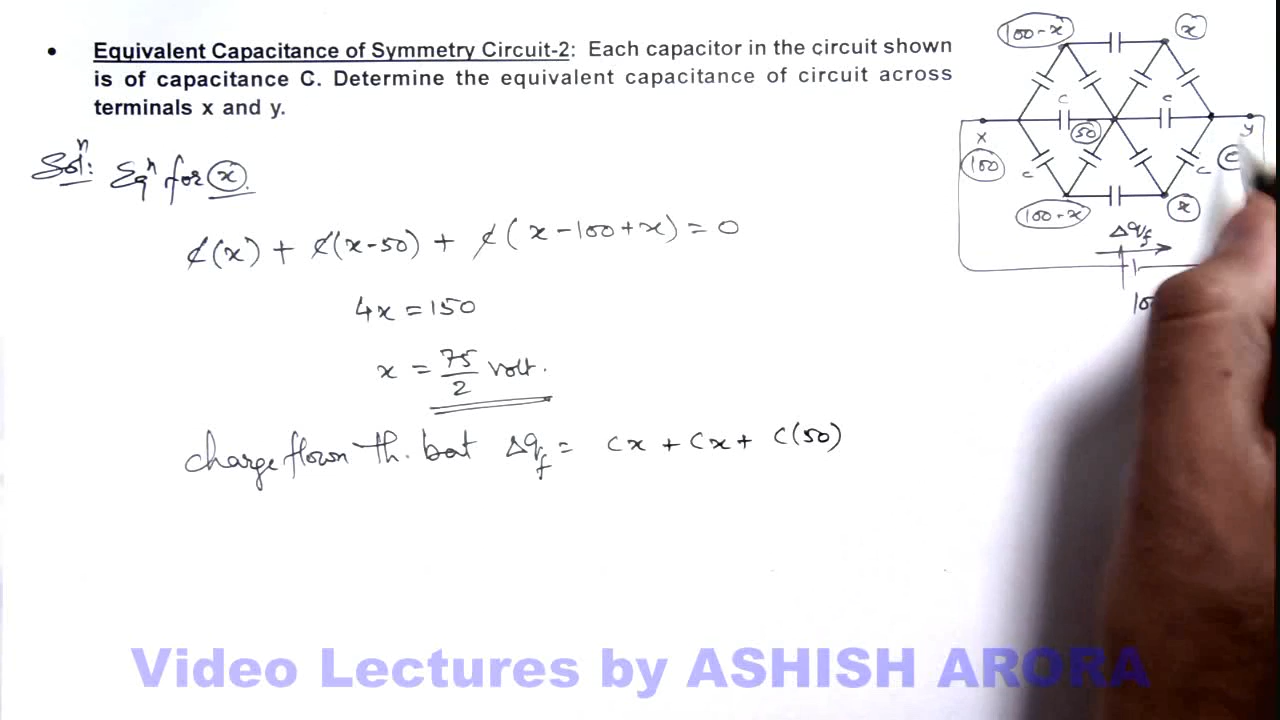 • Equivalent Capacitance of Symmetry Circuit-2: Each capacitor in the circuit shown
is of capacitance C. Determine the equivalent capacitance of circuit across
terminals x and y.
Solⁿ: Eqⁿ for x
C(x) + C(x-50) + C(x-100+x) = 0
4x = 150
x = 75/2 volt.
charge flown th. bat Δq_f = Cx + Cx + C(50)
100-x
x
C
C
x
50
y
100
C
C
100-x
x
Δq_f
Video Lectures by ASHISH ARORA